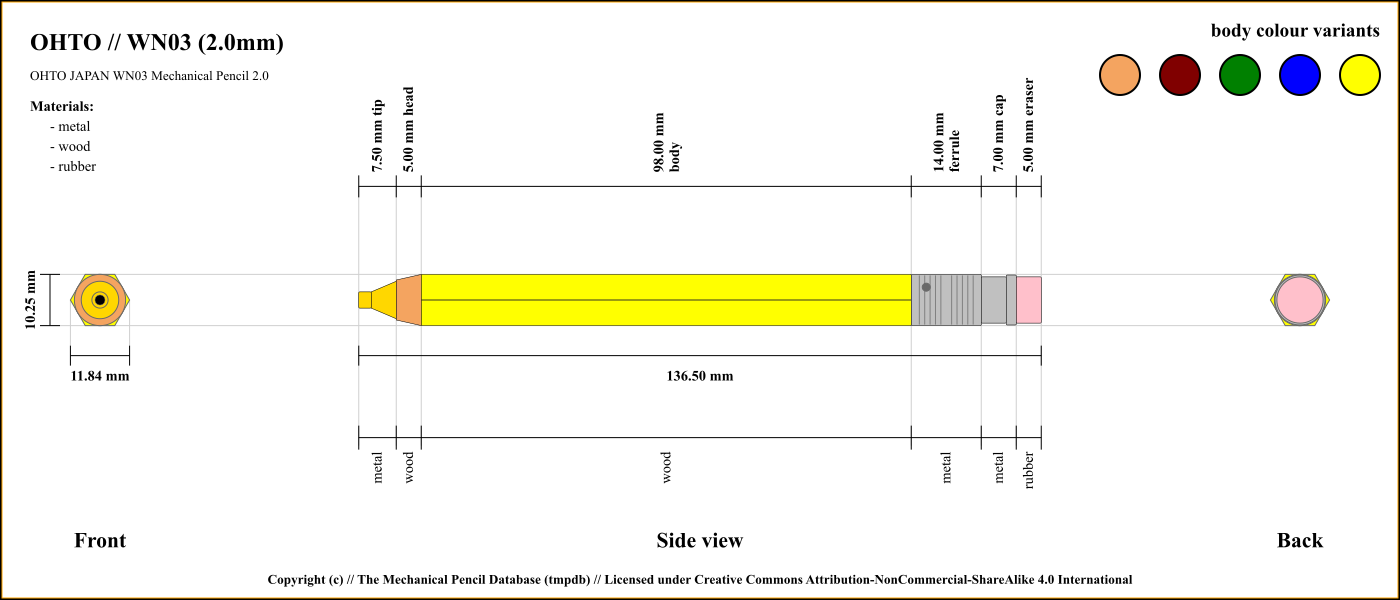 OHTO // WN03 (2.0mm)
OHTO JAPAN WN03 Mechanical Pencil 2.0
Materials:
- metal
- wood
- rubber
body colour variants
7.50 mm tip
5.00 mm head
98.00 mm
body
14.00 mm
ferrule
7.00 mm cap
5.00 mm eraser
10.25 mm
11.84 mm
136.50 mm
metal
wood
wood
metal
metal
rubber
Front
Side view
Back
Copyright (c) // The Mechanical Pencil Database (tmpdb) // Licensed under Creative Commons Attribution-NonCommercial-ShareAlike 4.0 International